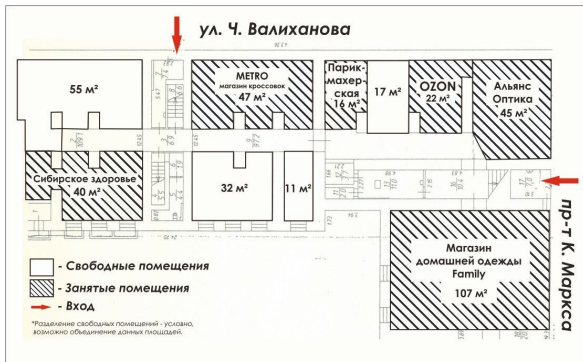 ул. Ч. Валиханова
55 м²
METRO
магазин кроссовок
47 м²
Парик-
махер-
ская
16 м²
17 м²
OZON
22 м²
Альянс
Оптика
45 м²
Сибирское здоровье
40 м²
32 м²
11 м²
пр-т К. Маркса
Магазин
домашней одежды
Family
107 м²
- Свободные помещения
- Занятые помещения
- Вход
*Разделение свободных помещений - условно,
возможно объединение данных площадей.